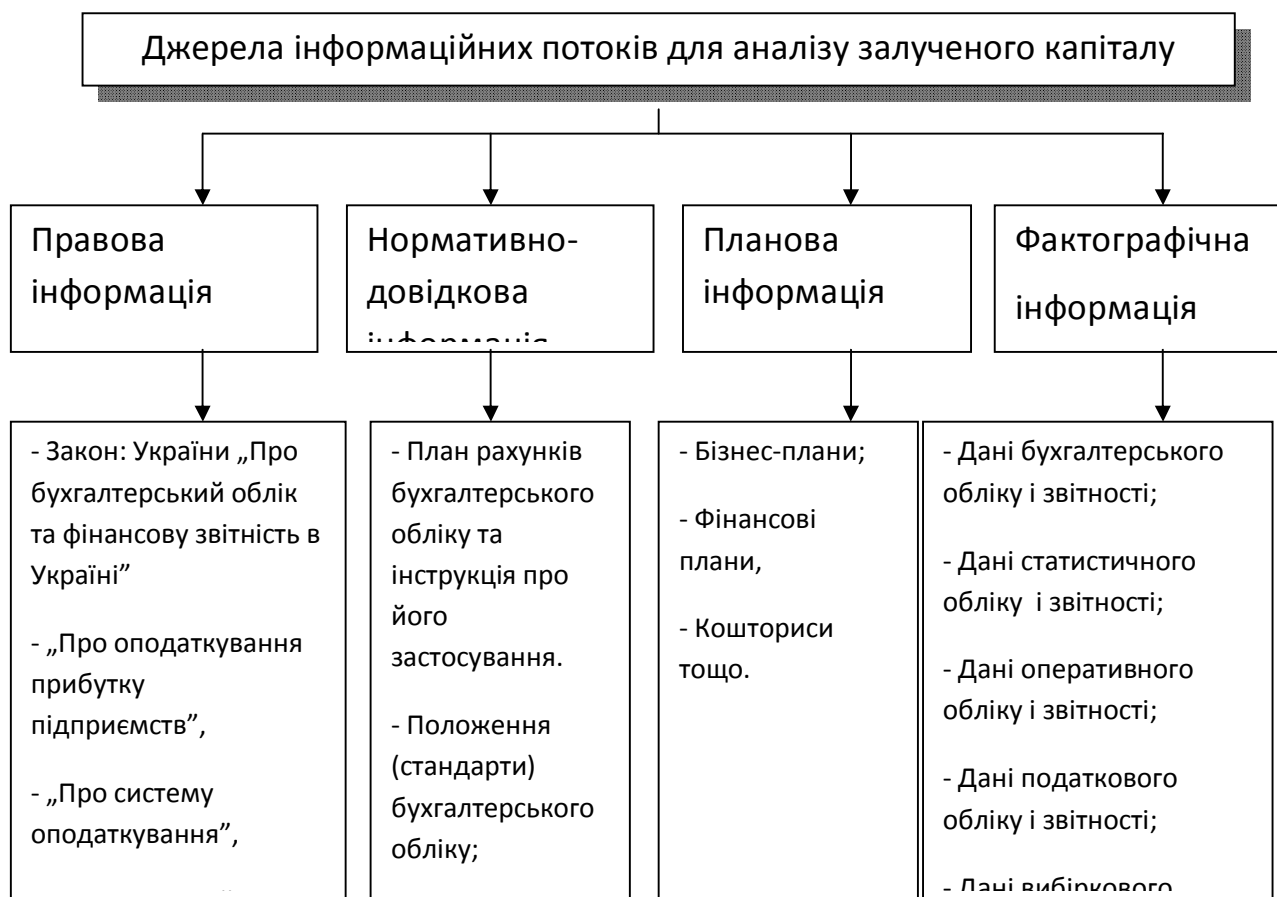 Джерела інформаційних потоків для аналізу залученого капіталу
Правова
інформація
Нормативно-
довідкова
інформація
Планова
інформація
Фактографічна
інформація
- Закон: України „Про
бухгалтерський облік
та фінансову звітність в
Україні”
- „Про оподаткування
прибутку
підприємств”,
- „Про систему
оподаткування”,
- План рахунків
бухгалтерського
обліку та
інструкція про
його
застосування.
- Положення
(стандарти)
бухгалтерського
обліку;
- Бізнес-плани;
- Фінансові
плани,
- Кошториси
тощо.
- Дані бухгалтерського
обліку і звітності;
- Дані статистичного
обліку і звітності;
- Дані оперативного
обліку і звітності;
- Дані податкового
обліку і звітності;
- Дані вибіркового